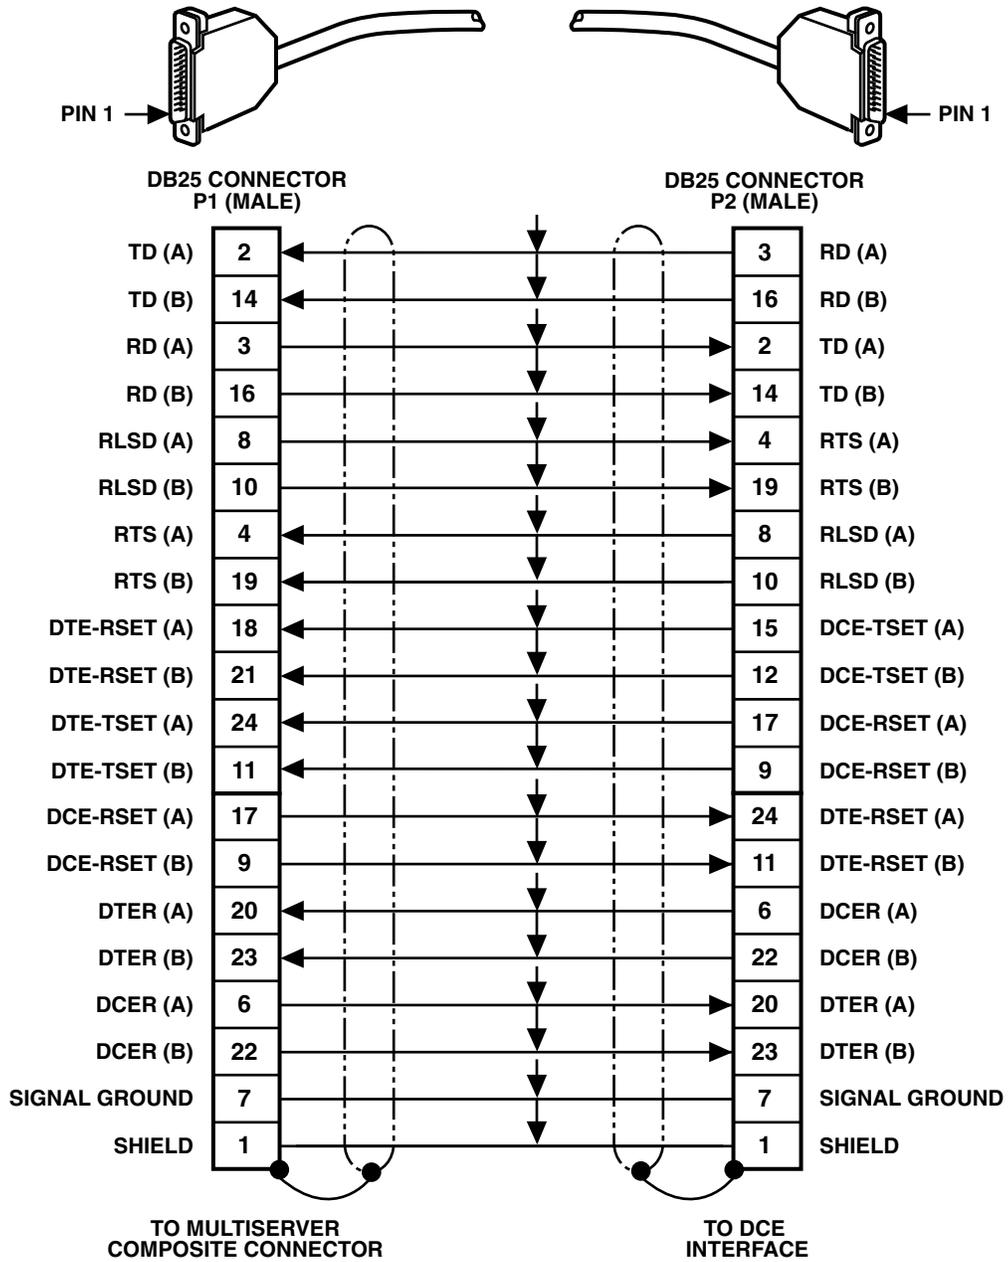 PIN 1
PIN 1
DB25 CONNECTOR
P1 (MALE)
DB25 CONNECTOR
P2 (MALE)
TD (A) 2 3 RD (A)
TD (B) 14 16 RD (B)
RD (A) 3 2 TD (A)
RD (B) 16 14 TD (B)
RLSD (A) 8 4 RTS (A)
RLSD (B) 10 19 RTS (B)
RTS (A) 4 8 RLSD (A)
RTS (B) 19 10 RLSD (B)
DTE-RSET (A) 18 15 DCE-TSET (A)
DTE-RSET (B) 21 12 DCE-TSET (B)
DTE-TSET (A) 24 17 DCE-RSET (A)
DTE-TSET (B) 11 9 DCE-RSET (B)
DCE-RSET (A) 17 24 DTE-RSET (A)
DCE-RSET (B) 9 11 DTE-RSET (B)
DTER (A) 20 6 DCER (A)
DTER (B) 23 22 DCER (B)
DCER (A) 6 20 DTER (A)
DCER (B) 22 23 DTER (B)
SIGNAL GROUND 7 7 SIGNAL GROUND
SHIELD 1 1 SHIELD
TO MULTISERVER
COMPOSITE CONNECTOR
TO DCE
INTERFACE